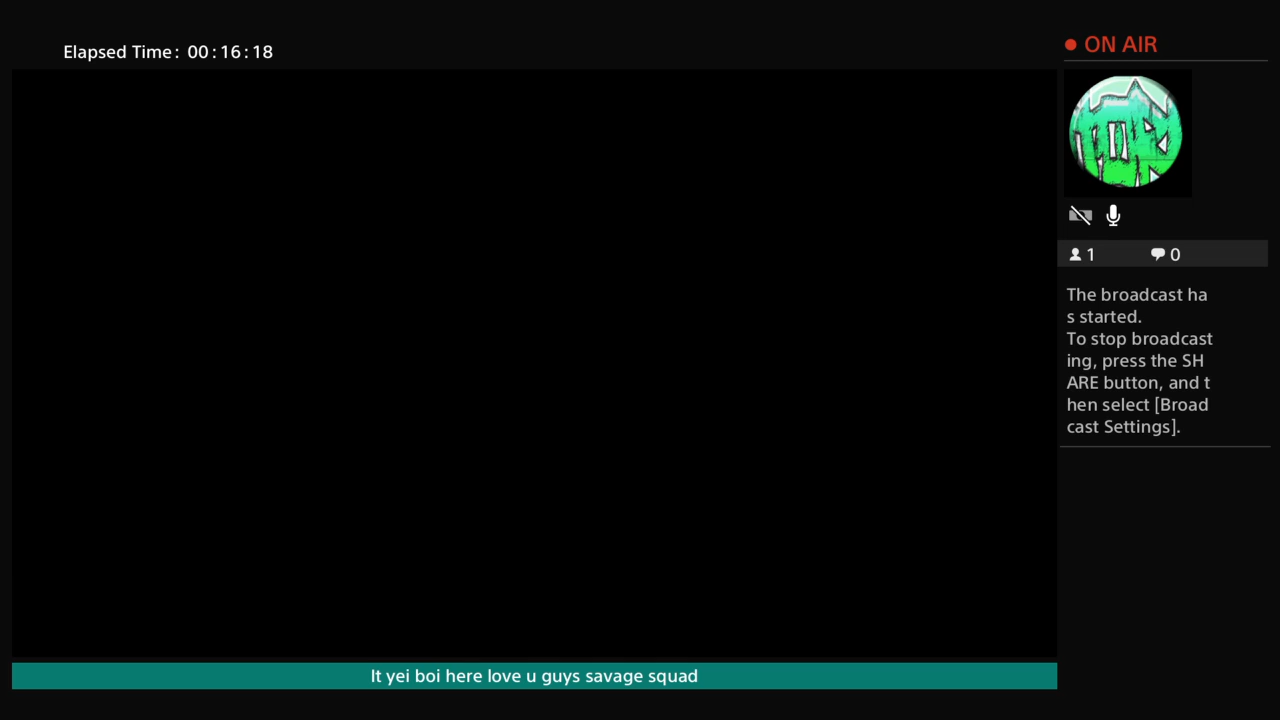 Elapsed Time: 00:16:18
ON AIR
1 0
The broadcast ha
s started.
To stop broadcast
ing, press the SH
ARE button, and t
hen select [Broad
cast Settings].
It yei boi here love u guys savage squad